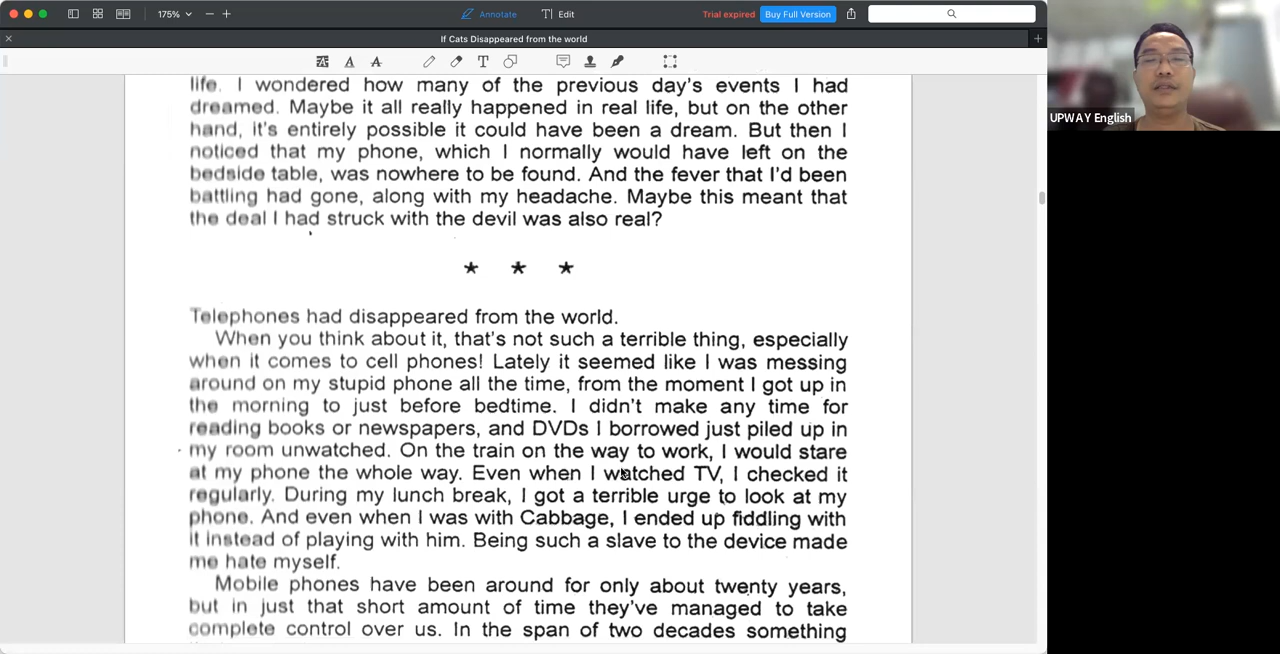 175%
Annotate
Edit
Trial expired
Buy Full Version
If Cats Disappeared from the world
life. I wondered how many of the previous day's events I had
dreamed. Maybe it all really happened in real life, but on the other
hand, it's entirely possible it could have been a dream. But then I
noticed that my phone, which I normally would have left on the
bedside table, was nowhere to be found. And the fever that I'd been
battling had gone, along with my headache. Maybe this meant that
the deal I had struck with the devil was also real?
* * *
Telephones had disappeared from the world.
When you think about it, that's not such a terrible thing, especially
when it comes to cell phones! Lately it seemed like I was messing
around on my stupid phone all the time, from the moment I got up in
the morning to just before bedtime. I didn't make any time for
reading books or newspapers, and DVDs I borrowed just piled up in
my room unwatched. On the train on the way to work, I would stare
at my phone the whole way. Even when I watched TV, I checked it
regularly. During my lunch break, I got a terrible urge to look at my
phone. And even when I was with Cabbage, I ended up fiddling with
it instead of playing with him. Being such a slave to the device made
me hate myself.
Mobile phones have been around for only about twenty years,
but in just that short amount of time they've managed to take
complete control over us. In the span of two decades something
UPWAY English